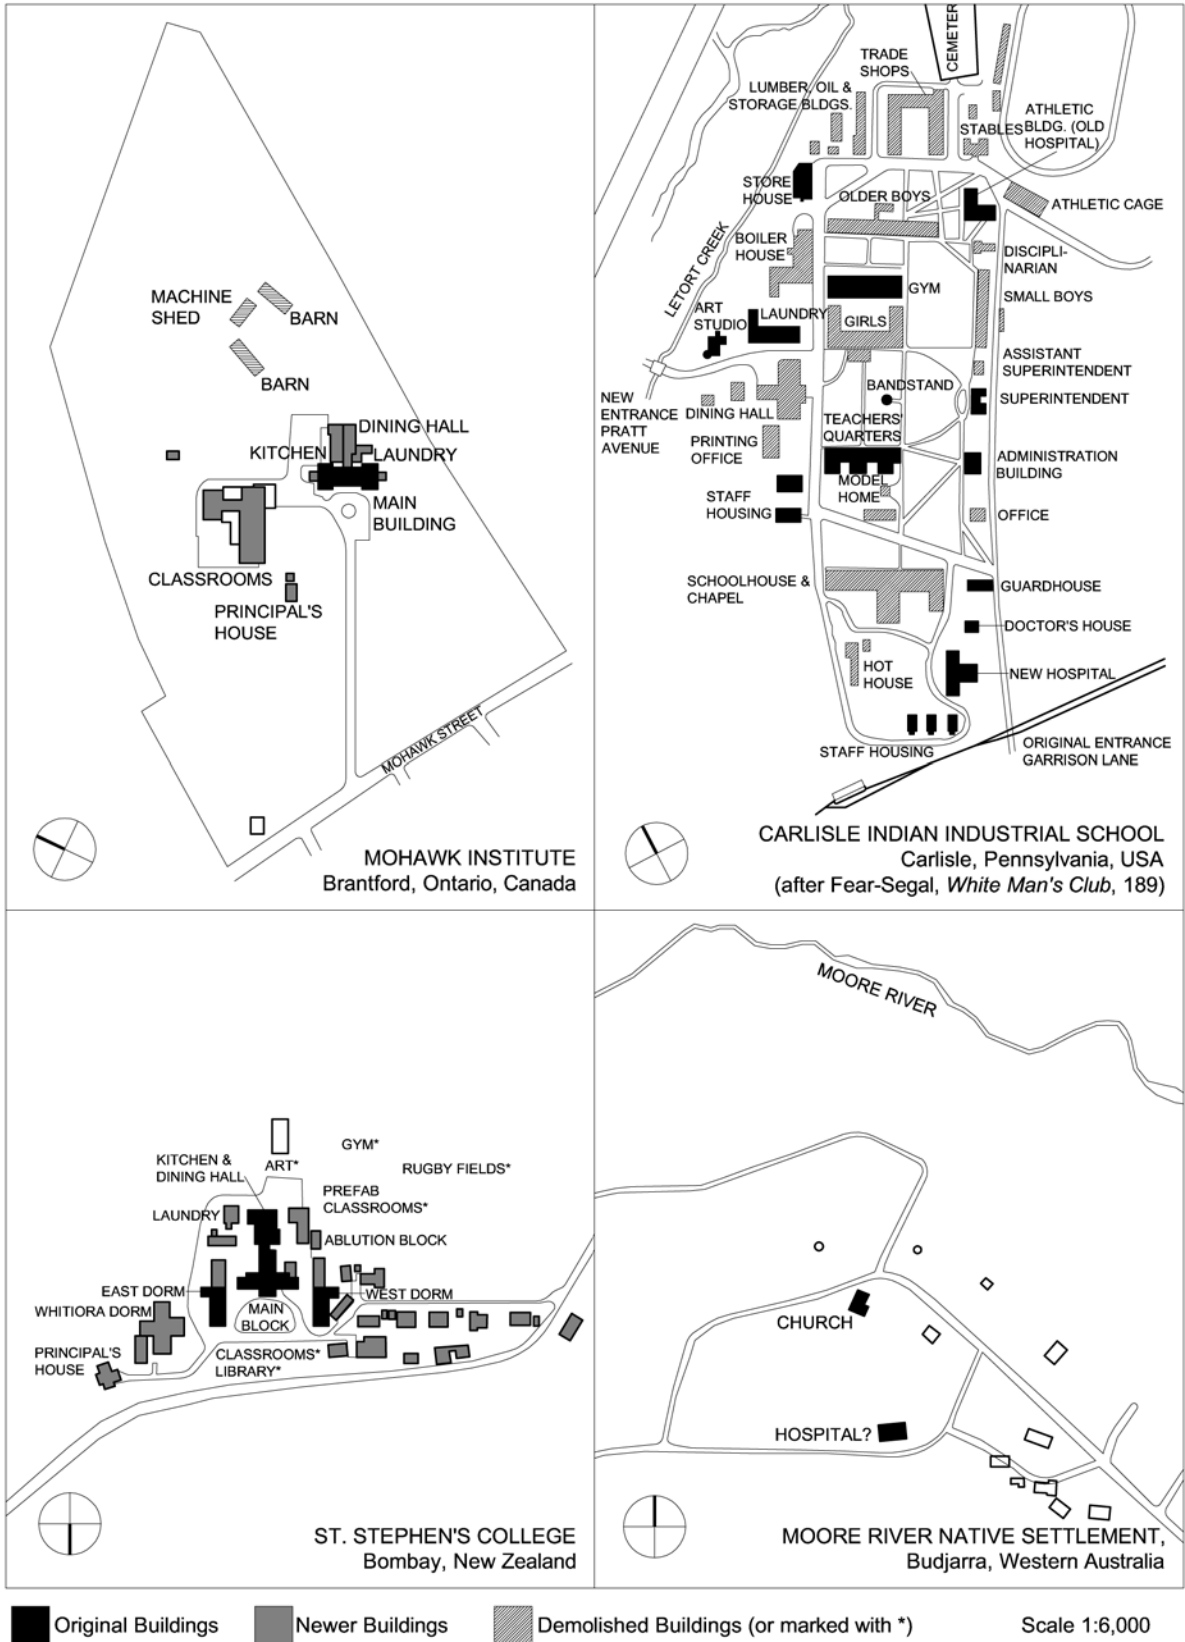 MACHINE
SHED
BARN
BARN
DINING HALL
KITCHEN
LAUNDRY
MAIN
BUILDING
CLASSROOMS
PRINCIPAL'S
HOUSE
MOHAWK STREET
MOHAWK INSTITUTE
Brantford, Ontario, Canada
CEMETER
TRADE
SHOPS
LUMBER, OIL &
STORAGE BLDGS.
STABLES
ATHLETIC
BLDG. (OLD
HOSPITAL)
STORE
HOUSE
OLDER BOYS
ATHLETIC CAGE
BOILER
HOUSE
DISCIPLI-
NARIAN
LETORT CREEK
GYM
SMALL BOYS
ART
STUDIO
LAUNDRY
GIRLS
ASSISTANT
SUPERINTENDENT
BANDSTAND
SUPERINTENDENT
NEW
ENTRANCE
PRATT
AVENUE
DINING HALL
TEACHERS'
QUARTERS
PRINTING
OFFICE
ADMINISTRATION
BUILDING
MODEL
HOME
STAFF
HOUSING
OFFICE
SCHOOLHOUSE &
CHAPEL
GUARDHOUSE
DOCTOR'S HOUSE
HOT
HOUSE
NEW HOSPITAL
STAFF HOUSING
ORIGINAL ENTRANCE
GARRISON LANE
CARLISLE INDIAN INDUSTRIAL SCHOOL
Carlisle, Pennsylvania, USA
(after Fear-Segal, White Man's Club, 189)
GYM*
KITCHEN &
DINING HALL
ART*
RUGBY FIELDS*
PREFAB
CLASSROOMS*
LAUNDRY
ABLUTION BLOCK
EAST DORM
WEST DORM
WHITIORA DORM
MAIN
BLOCK
PRINCIPAL'S
HOUSE
CLASSROOMS*
LIBRARY*
ST. STEPHEN'S COLLEGE
Bombay, New Zealand
MOORE RIVER
CHURCH
HOSPITAL?
MOORE RIVER NATIVE SETTLEMENT,
Budjarra, Western Australia
Original Buildings
Newer Buildings
Demolished Buildings (or marked with *)
Scale 1:6,000